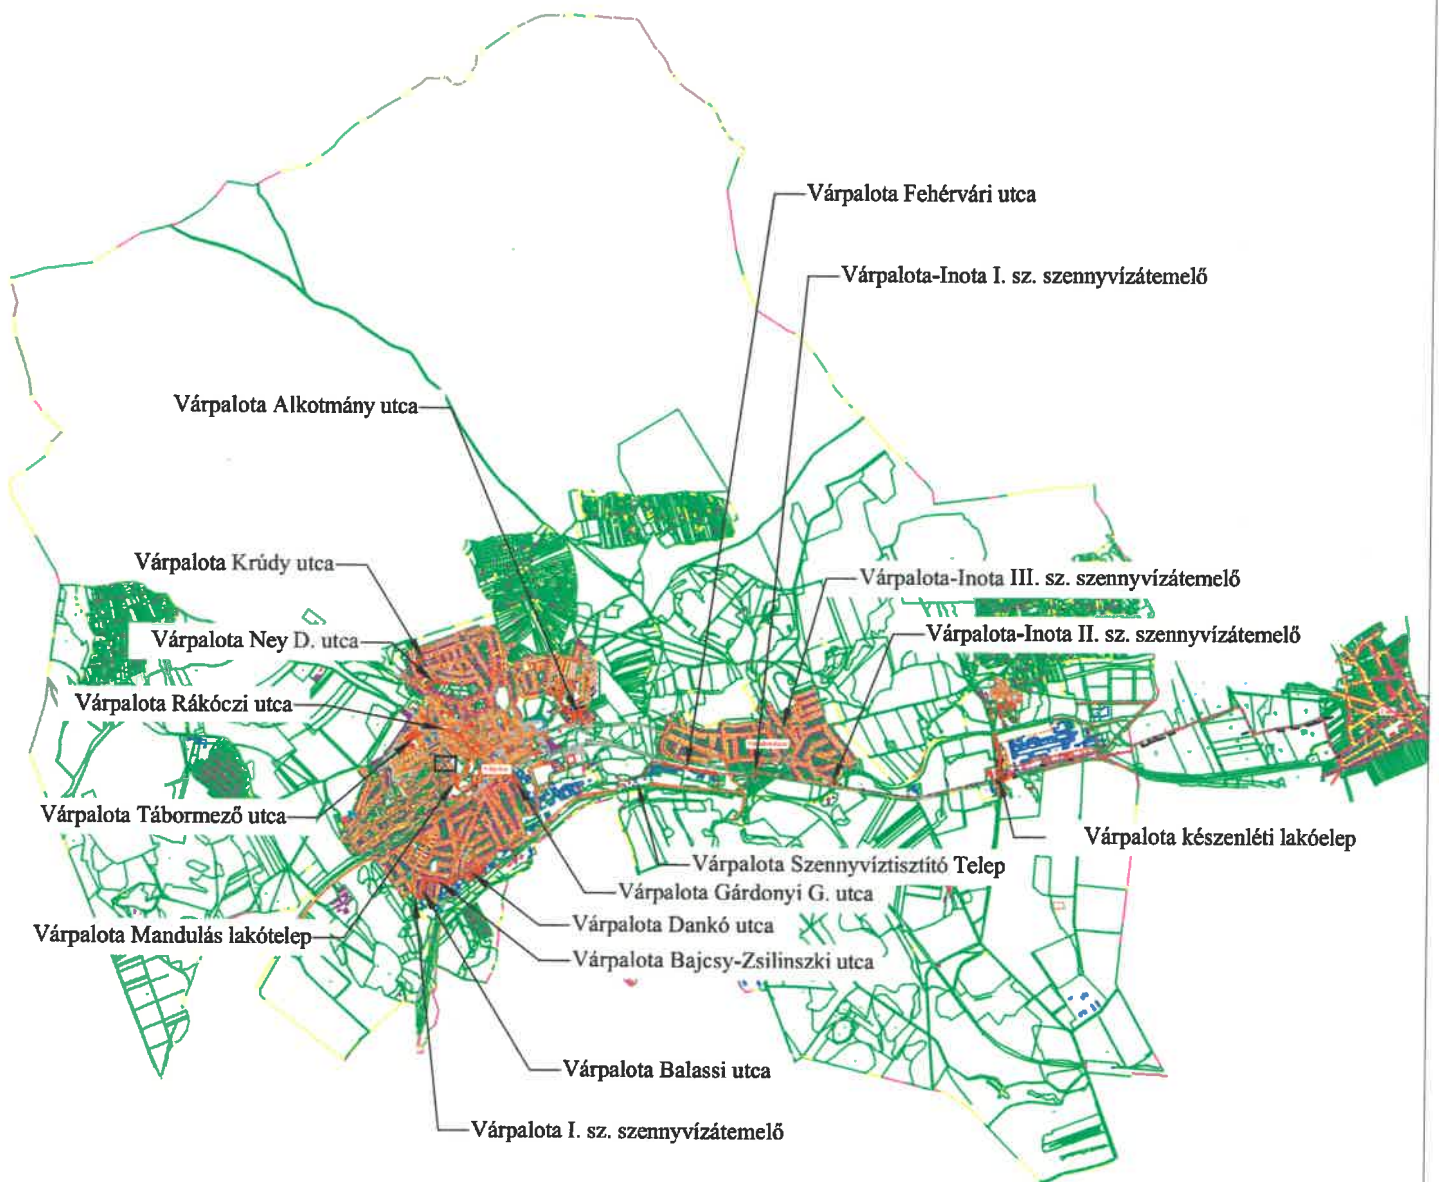 Várpalota Fehérvári utca
Várpalota-Inota I. sz. szennyvízátemelő
Várpalota Alkotmány utca
Várpalota Krúdy utca
Várpalota-Inota III. sz. szennyvízátemelő
Várpalota Ney D. utca
Várpalota-Inota II. sz. szennyvízátemelő
Várpalota Rákóczi utca
Várpalota Tábormező utca
Várpalota készenléti lakóelep
Várpalota Szennyvíztisztító Telep
Várpalota Gárdonyi G. utca
Várpalota Dankó utca
Várpalota Mandulás lakótelep
Várpalota Bajcsy-Zsilinszki utca
Várpalota Balassi utca
Várpalota I. sz. szennyvízátemelő